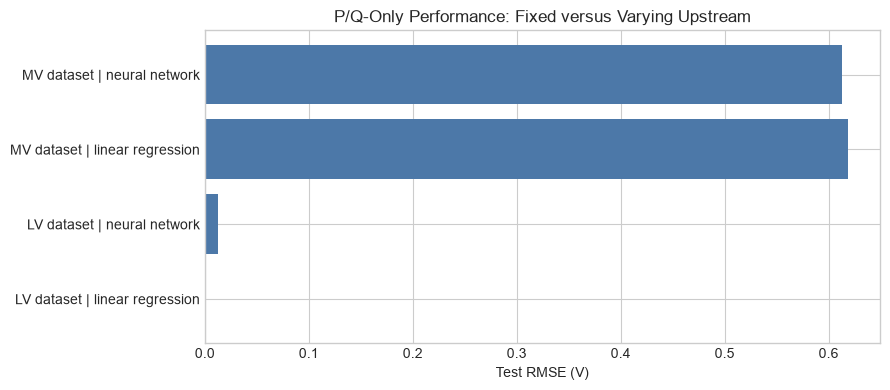 P/Q-Only Performance: Fixed versus Varying Upstream
MV dataset | neural network
MV dataset | linear regression
LV dataset | neural network
LV dataset | linear regression
0.0 0.1 0.2 0.3 0.4 0.5 0.6
Test RMSE (V)